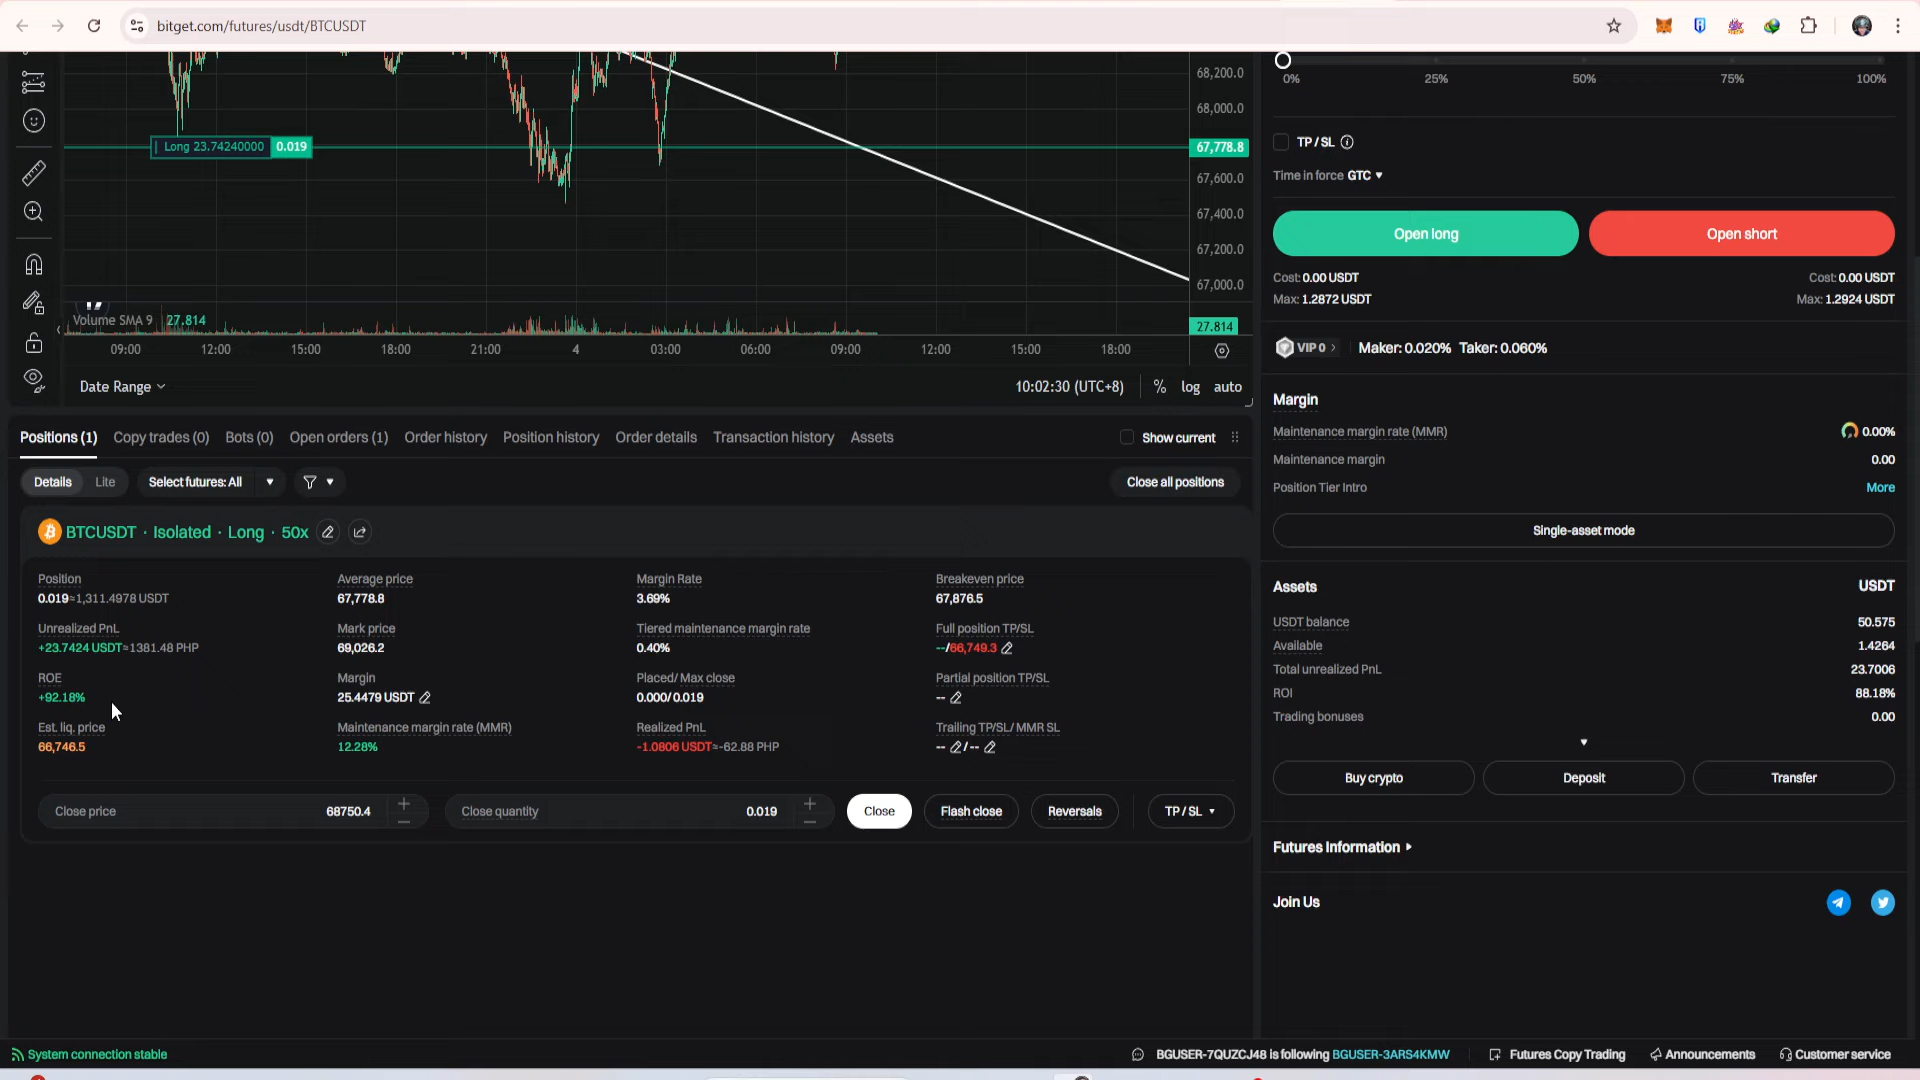 bitget.com/futures/usdt/BTCUSDT
68,200.0
68,000.0
Long 23.74240000 0.019
67,778.8
67,600.0
67,400.0
67,200.0
67,000.0
Volume SMA 9 27.814
27.814
09:00 12:00 15:00 18:00 21:00 4 03:00 06:00 09:00 12:00 15:00 18:00
Date Range
10:02:30 (UTC+8) % log auto
0% 25% 50% 75% 100%
TP / SL
Time in force GTC
Open long Open short
Cost: 0.00 USDT Cost: 0.00 USDT
Max: 1.2872 USDT Max: 1.2924 USDT
VIP 0 Maker: 0.020% Taker: 0.060%
Margin
Maintenance margin rate (MMR) 0.00%
Maintenance margin 0.00
Position Tier Intro More
Single-asset mode
Assets USDT
USDT balance 50.575
Available 1.4264
Total unrealized PnL 23.7006
ROI 88.18%
Trading bonuses 0.00
Buy crypto Deposit Transfer
Futures Information
Join Us
Positions (1) Copy trades (0) Bots (0) Open orders (1) Order history Position history Order details Transaction history Assets Show current
Details Lite Select futures: All Close all positions
BTCUSDT · Isolated · Long · 50x
Position Average price Margin Rate Breakeven price
0.019≈1,311.4978 USDT 67,778.8 3.69% 67,876.5
Unrealized PnL Mark price Tiered maintenance margin rate Full position TP/SL
+23.7424 USDT≈1381.48 PHP 69,026.2 0.40% --/66,749.3
ROE Margin Placed/ Max close Partial position TP/SL
+92.18% 25.4479 USDT 0.000/ 0.019 --
Est. liq. price Maintenance margin rate (MMR) Realized PnL Trailing TP/SL/ MMR SL
66,746.5 12.28% -1.0806 USDT≈-62.88 PHP -- / --
Close price 68750.4 Close quantity 0.019 Close Flash close Reversals TP / SL
System connection stable
BGUSER-7QUZCJ48 is following BGUSER-3ARS4KMW Futures Copy Trading Announcements Customer service